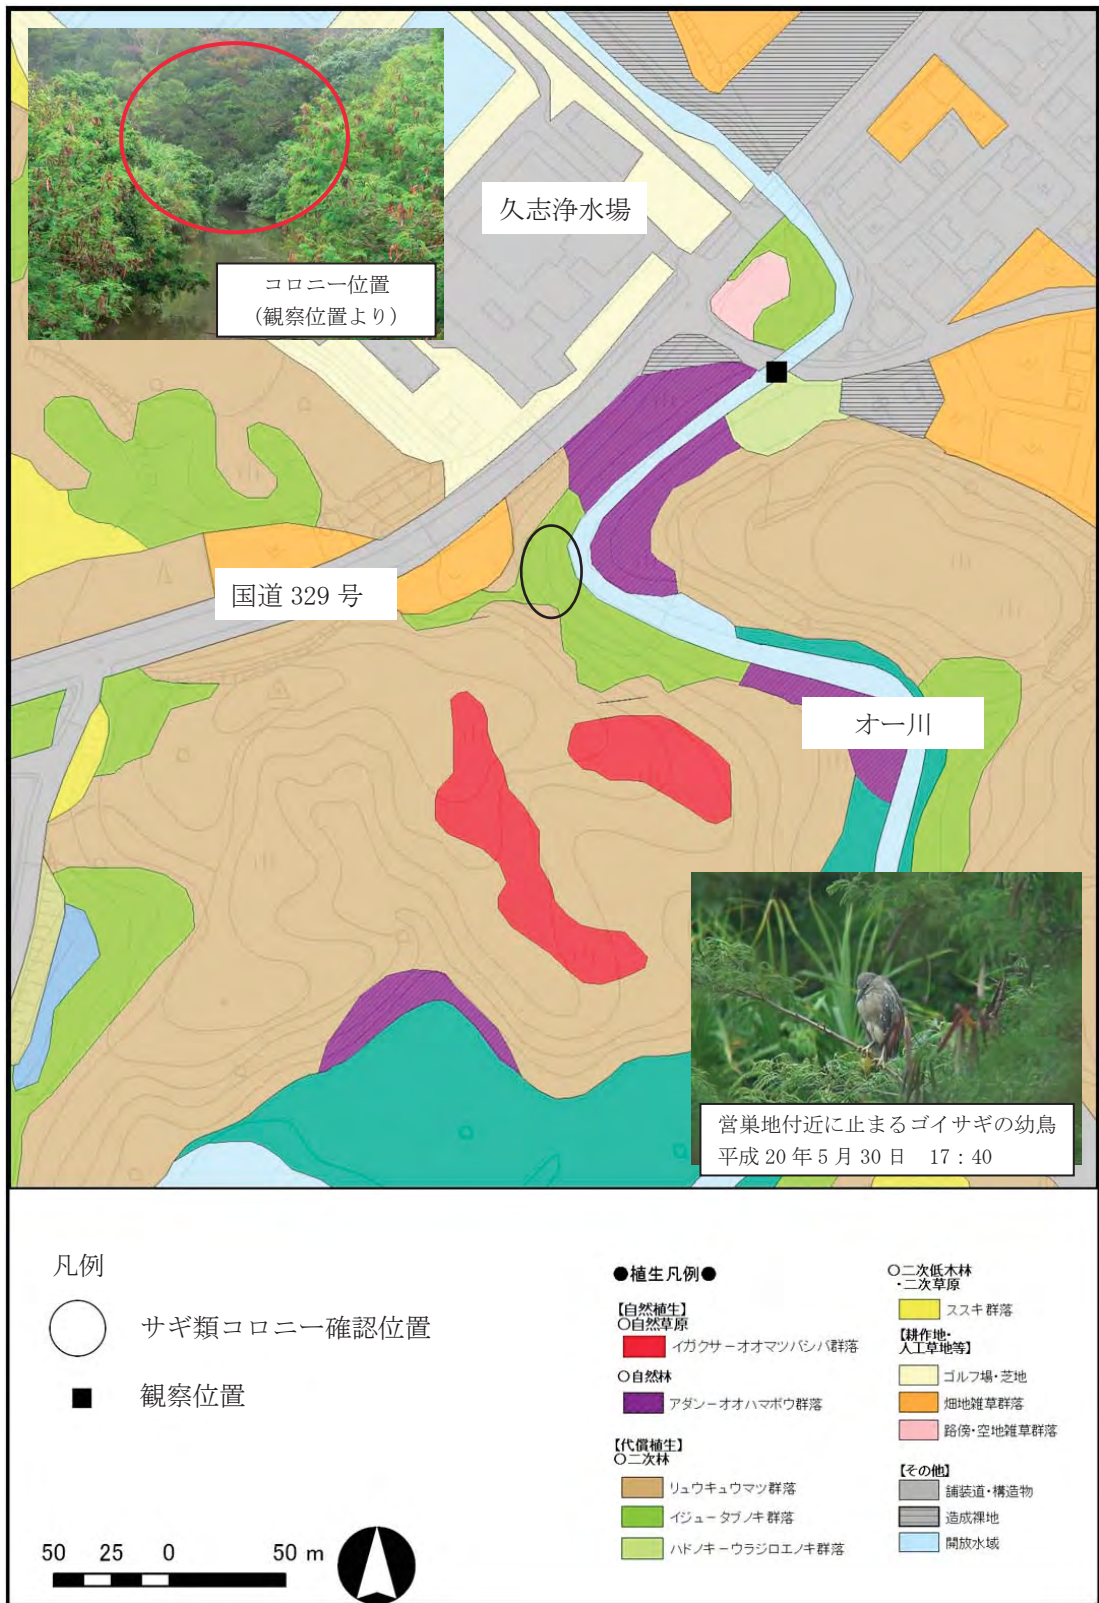 久志浄水場
コロニー位置
(観察位置より)
国道 329 号
オー川
営巣地付近に止まるゴイサギの幼鳥
平成 20 年 5 月 30 日　17：40
凡例
サギ類コロニー確認位置
観察位置
50 25 0 50 m
●植生凡例●
【自然植生】
○自然草原
イガクサーオオマツバシバ群落
○自然林
アダンーオオハマボウ群落
【代償植生】
○二次林
リュウキュウマツ群落
イジュータブノキ群落
ハドノキーウラジロエノキ群落
○二次低木林
・二次草原
ススキ群落
【耕作地・
人工草地等】
ゴルフ場・芝地
畑地雑草群落
路傍・空地雑草群落
【その他】
舗装道・構造物
造成裸地
開放水域